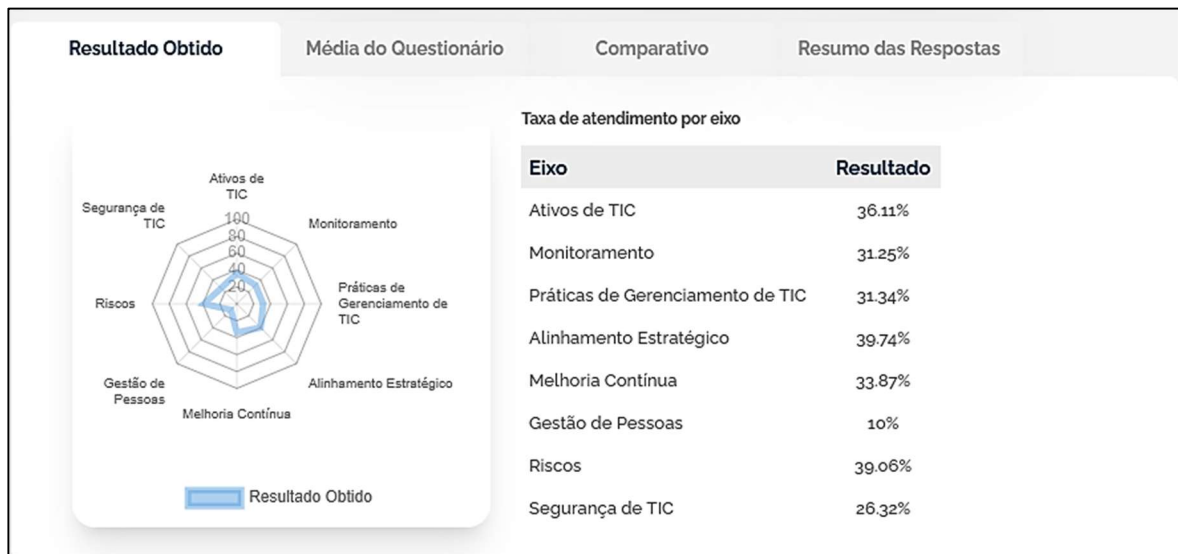 Resultado Obtido
Média do Questionário
Comparativo
Resumo das Respostas
Ativos de
TIC
Segurança de
TIC
Monitoramento
100
80
60
40
20
Riscos
Práticas de
Gerenciamento de
TIC
Gestão de
Pessoas
Alinhamento Estratégico
Melhoria Contínua
Resultado Obtido
Taxa de atendimento por eixo
Eixo Resultado
Ativos de TIC 36.11%
Monitoramento 31.25%
Práticas de Gerenciamento de TIC 31.34%
Alinhamento Estratégico 39.74%
Melhoria Contínua 33.87%
Gestão de Pessoas 10%
Riscos 39.06%
Segurança de TIC 26.32%